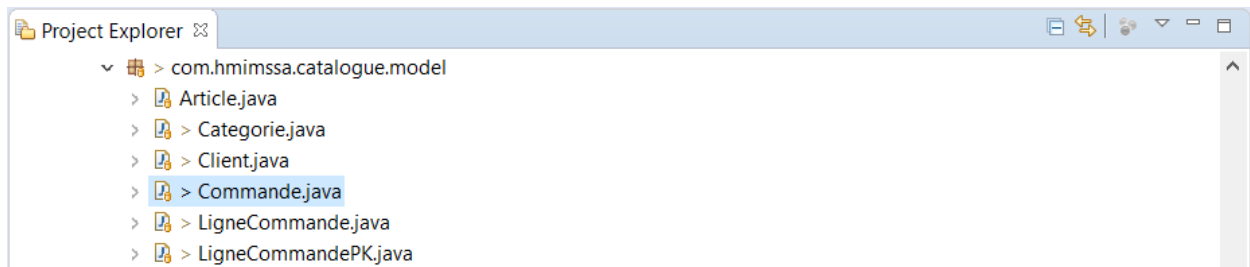 Project Explorer
> com.hmimssa.catalogue.model
Article.java
> Categorie.java
> Client.java
> Commande.java
> LigneCommande.java
> LigneCommandePK.java